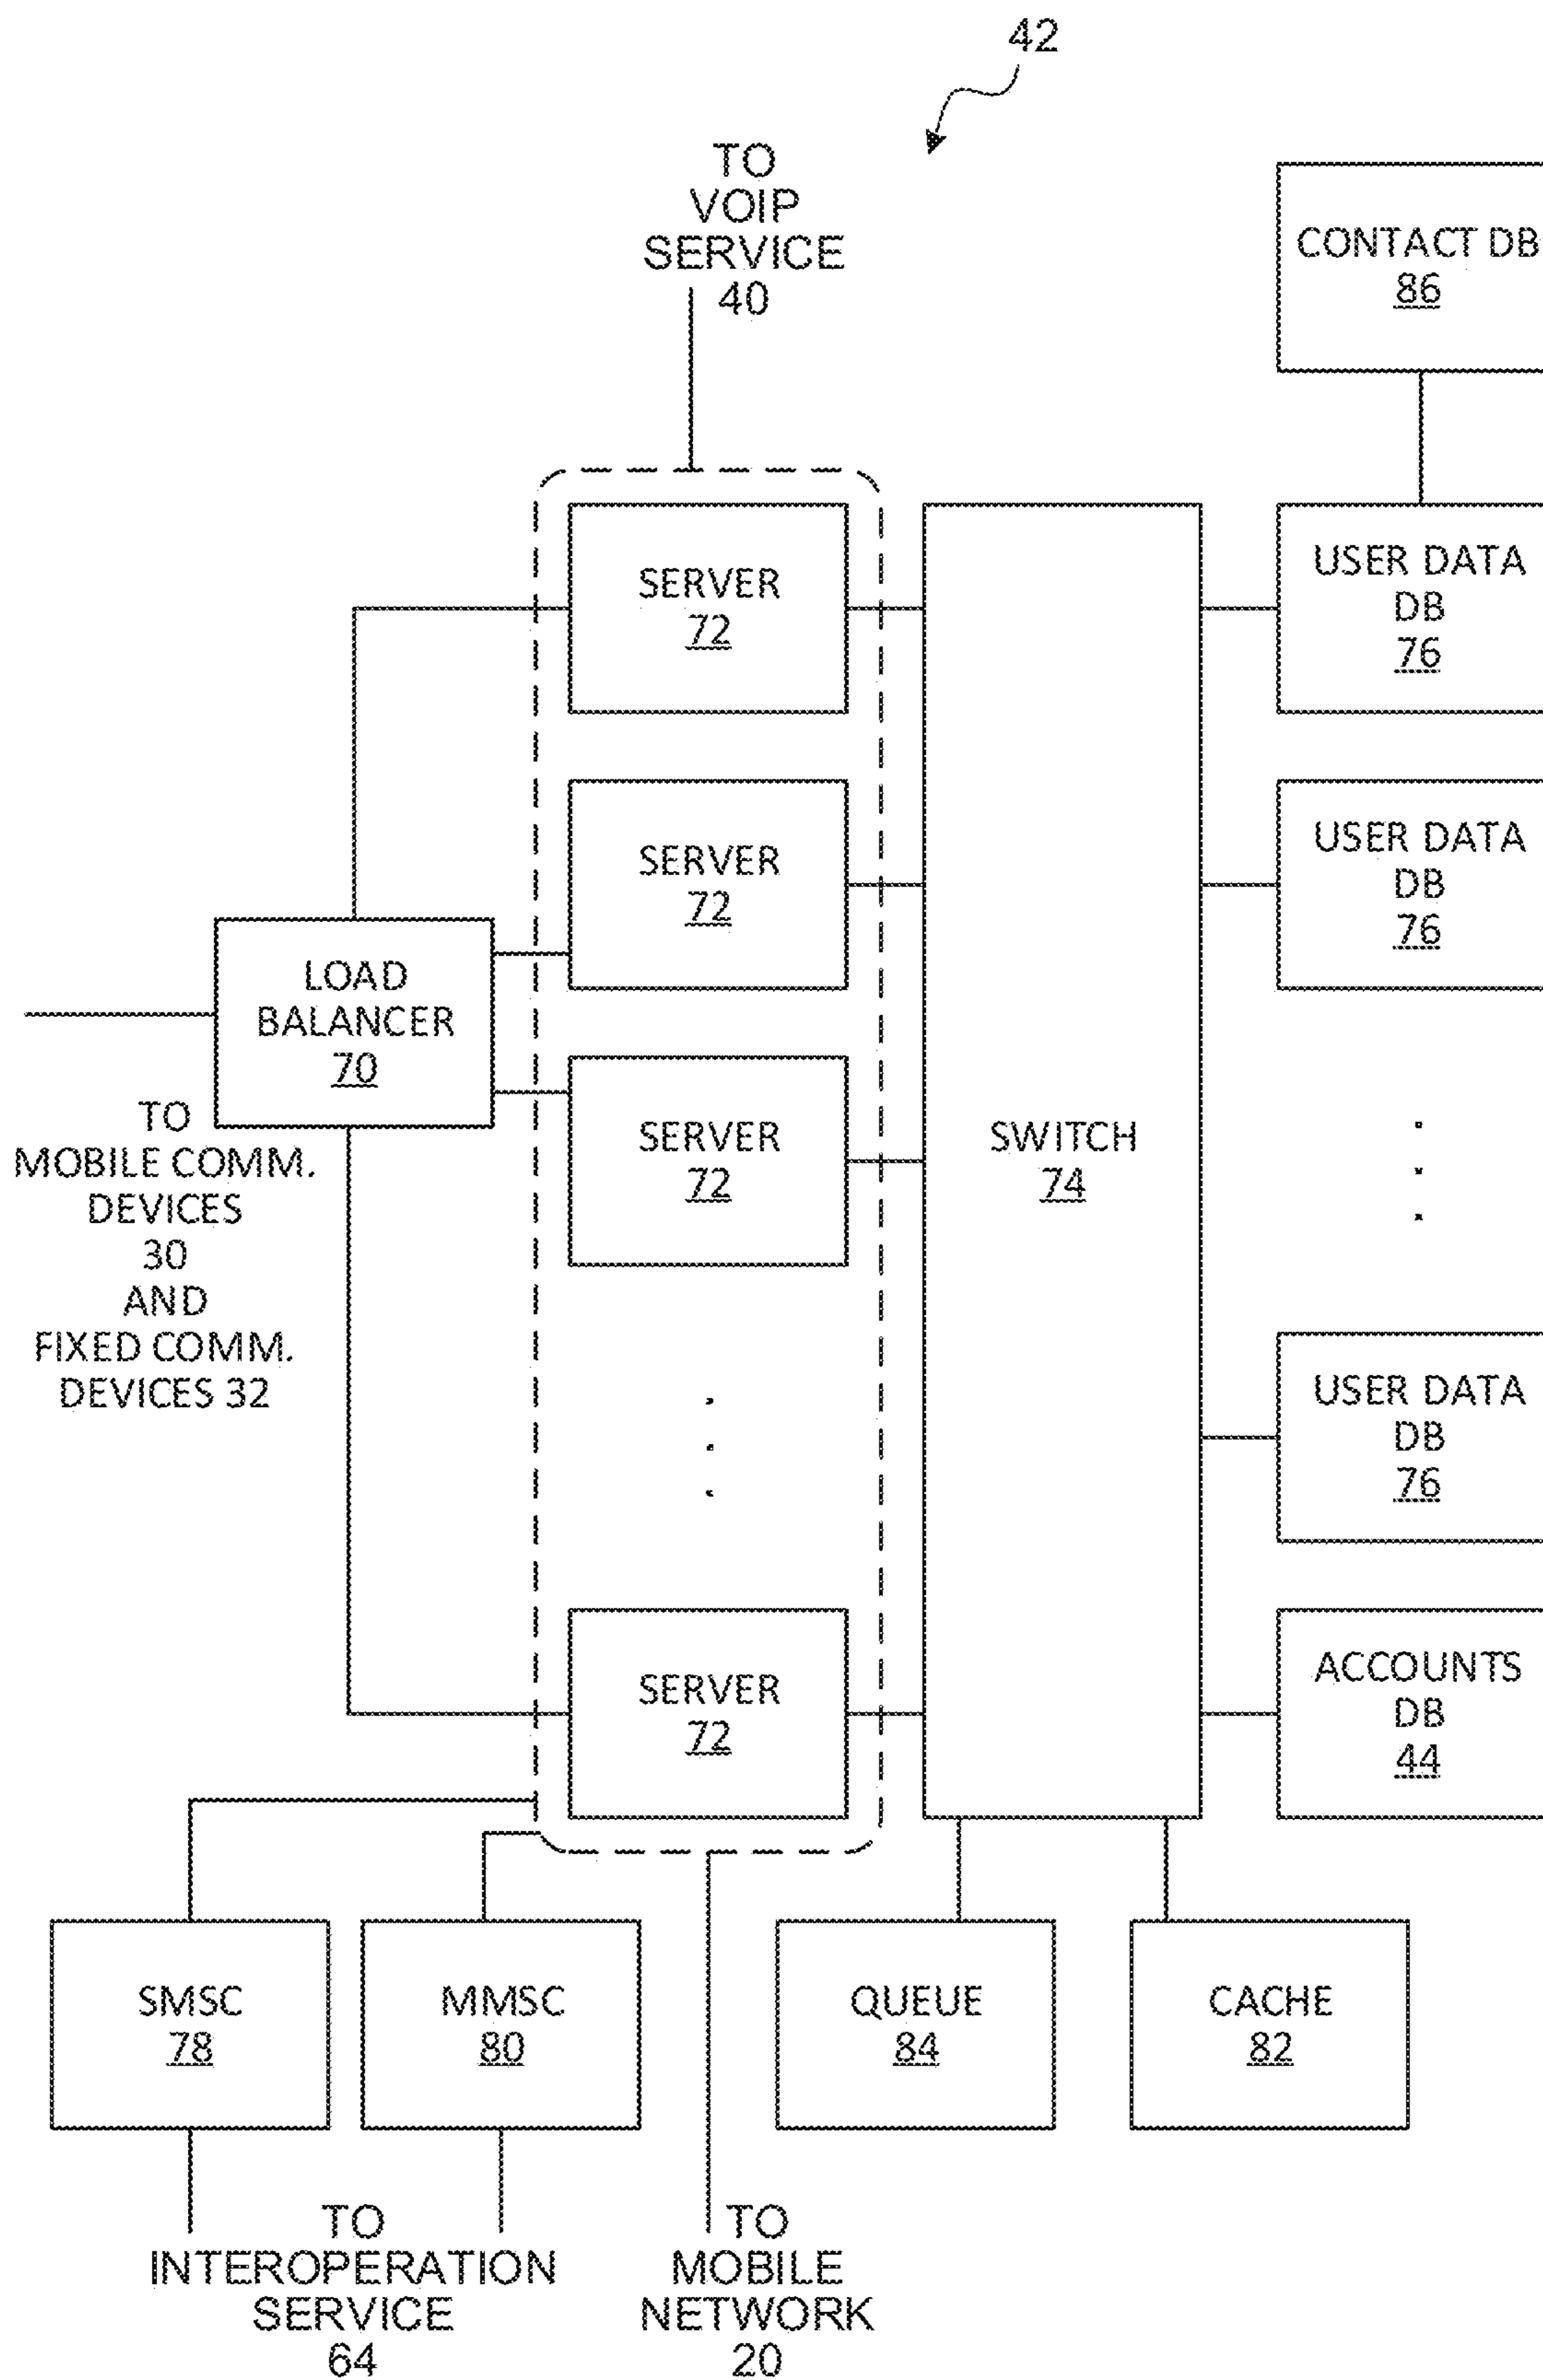 42
TO
VOIP
SERVICE
40
CONTACT DB
86
SERVER
72
USER DATA
DB
76
SERVER
72
USER DATA
DB
76
LOAD
BALANCER
70
TO
MOBILE COMM.
DEVICES
30
AND
FIXED COMM.
DEVICES 32
SERVER
72
SWITCH
74
USER DATA
DB
76
SERVER
72
ACCOUNTS
DB
44
SMSC
78
MMSC
80
QUEUE
84
CACHE
82
TO
INTEROPERATION
SERVICE
64
TO
MOBILE
NETWORK
20